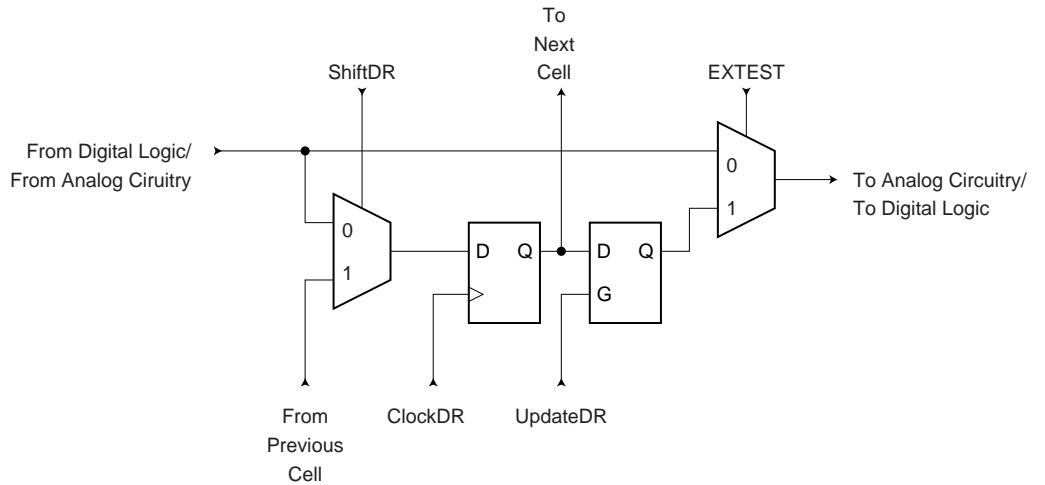 To
Next
Cell
ShiftDR
EXTEST
From Digital Logic/
From Analog Ciruitry
0
1
To Analog Circuitry/
To Digital Logic
0
1
D Q
D Q
G
From
Previous
Cell
ClockDR
UpdateDR